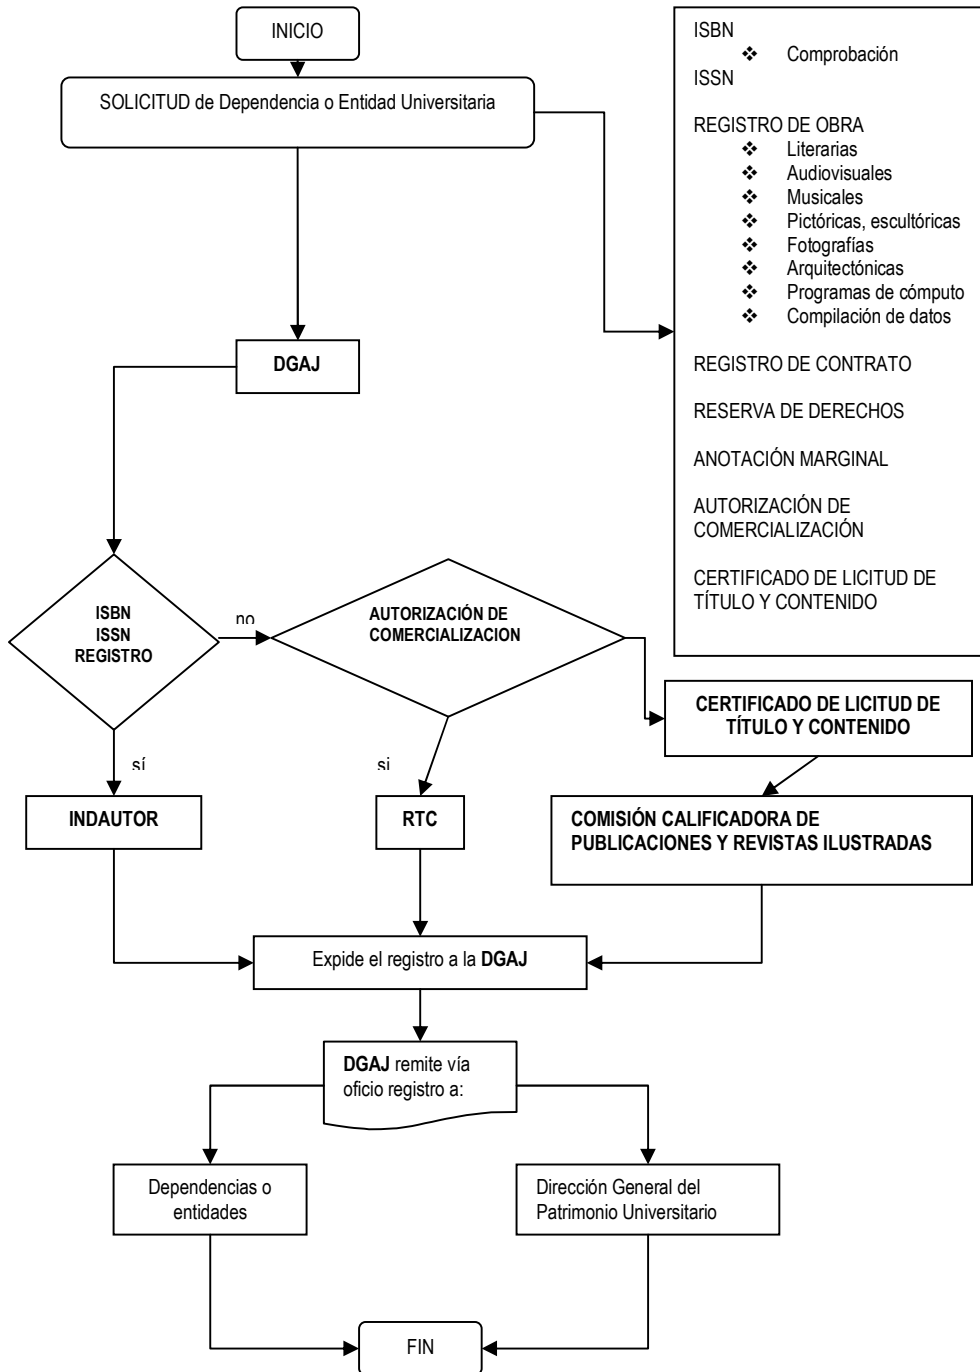 INICIO
SOLICITUD de Dependencia o Entidad Universitaria
ISBN
❖ Comprobación
ISSN
REGISTRO DE OBRA
❖ Literarias
❖ Audiovisuales
❖ Musicales
❖ Pictóricas, escultóricas
❖ Fotografías
❖ Arquitectónicas
❖ Programas de cómputo
❖ Compilación de datos
REGISTRO DE CONTRATO
RESERVA DE DERECHOS
ANOTACIÓN MARGINAL
AUTORIZACIÓN DE
COMERCIALIZACIÓN
CERTIFICADO DE LICITUD DE
TÍTULO Y CONTENIDO
DGAJ
ISBN
ISSN
REGISTRO
no
AUTORIZACIÓN DE
COMERCIALIZACION
CERTIFICADO DE LICITUD DE
TÍTULO Y CONTENIDO
sí
si
INDAUTOR
RTC
COMISIÓN CALIFICADORA DE
PUBLICACIONES Y REVISTAS ILUSTRADAS
Expide el registro a la DGAJ
DGAJ remite vía
oficio registro a:
Dependencias o
entidades
Dirección General del
Patrimonio Universitario
FIN